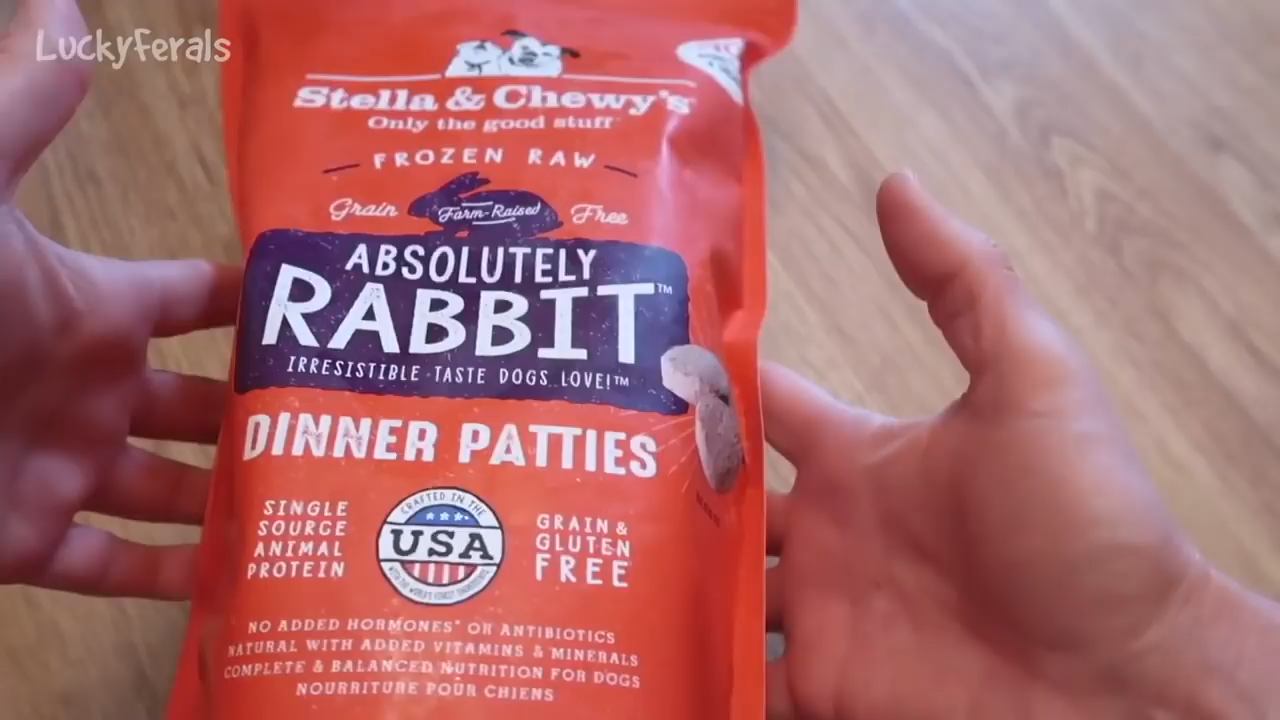 LuckyFerals
Stella & Chewy's
Only the good stuff
FROZEN RAW
Grain Farm-Raised Free
ABSOLUTELY
RABBIT™
IRRESISTIBLE TASTE DOGS LOVE!™
DINNER PATTIES
SINGLE
SOURCE
ANIMAL
PROTEIN
CRAFTED IN THE
USA
GRAIN &
GLUTEN
FREE
NO ADDED HORMONES* OR ANTIBIOTICS
NATURAL WITH ADDED VITAMINS & MINERALS
COMPLETE & BALANCED NUTRITION FOR DOGS
NOURRITURE POUR CHIENS